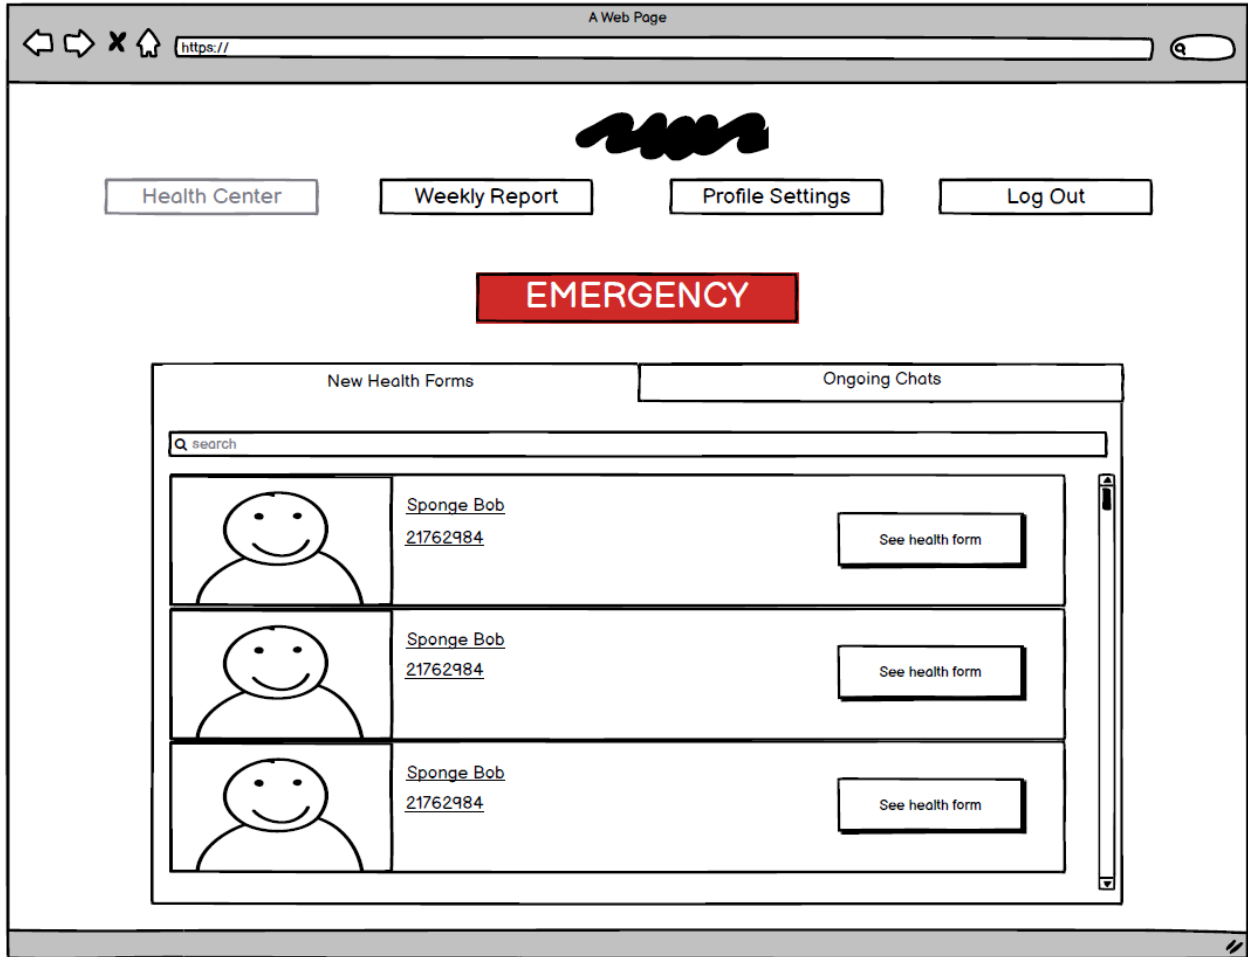 A Web Page
https://
Health Center
Weekly Report
Profile Settings
Log Out
EMERGENCY
New Health Forms
Ongoing Chats
search
Sponge Bob
21762984
See health form
Sponge Bob
21762984
See health form
Sponge Bob
21762984
See health form